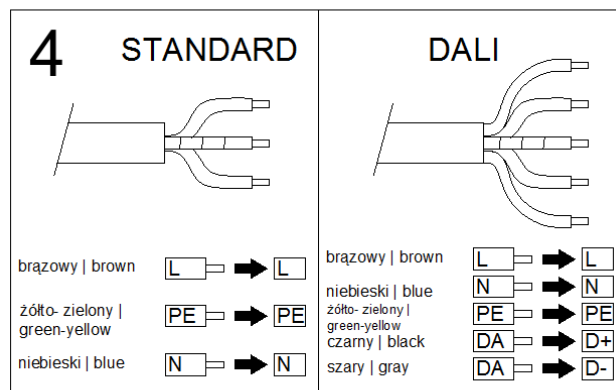 4 STANDARD
brązowy | brown L L
żółto- zielony |
green-yellow PE PE
niebieski | blue N N
DALI
brązowy | brown L L
niebieski | blue N N
żółto- zielony |
green-yellow PE PE
czarny | black DA D+
szary | gray DA D-